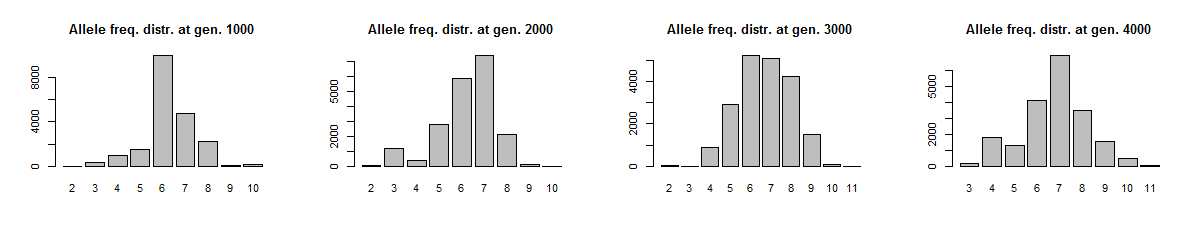 Allele freq. distr. at gen. 1000
8000
4000
0
2 3 4 5 6 7 8 9 10
Allele freq. distr. at gen. 2000
5000
2000
0
2 3 4 5 6 7 8 9 10
Allele freq. distr. at gen. 3000
4000
2000
0
2 3 4 5 6 7 8 9 10 11
Allele freq. distr. at gen. 4000
5000
2000
0
3 4 5 6 7 8 9 10 11